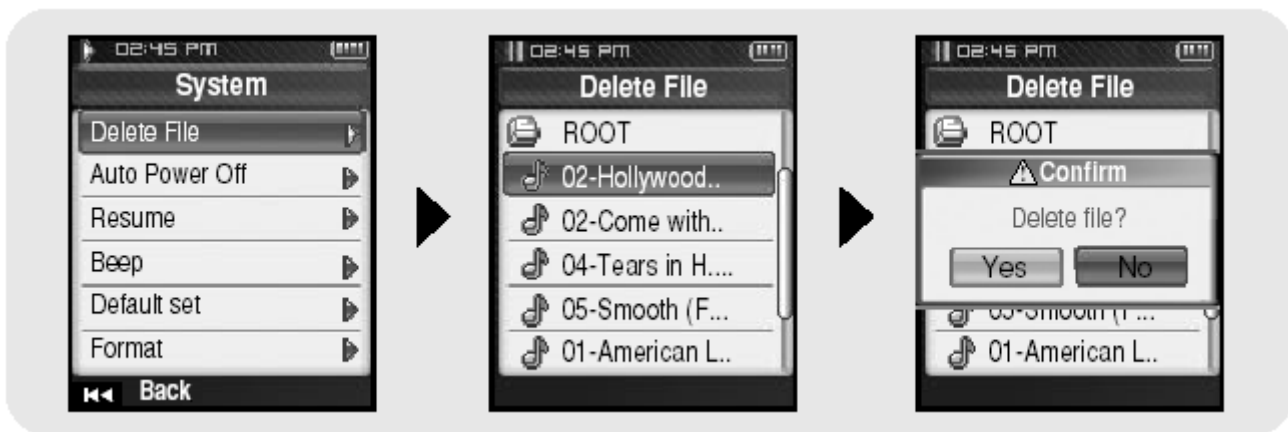 02:45 PM
System
Delete File
Auto Power Off
Resume
Beep
Default set
Format
Back
02:45 PM
Delete File
ROOT
02-Hollywood..
02-Come with..
04-Tears in H....
05-Smooth (F...
01-American L..
02:45 PM
Delete File
ROOT
Confirm
Delete file?
Yes No
05-Smooth (F...
01-American L..